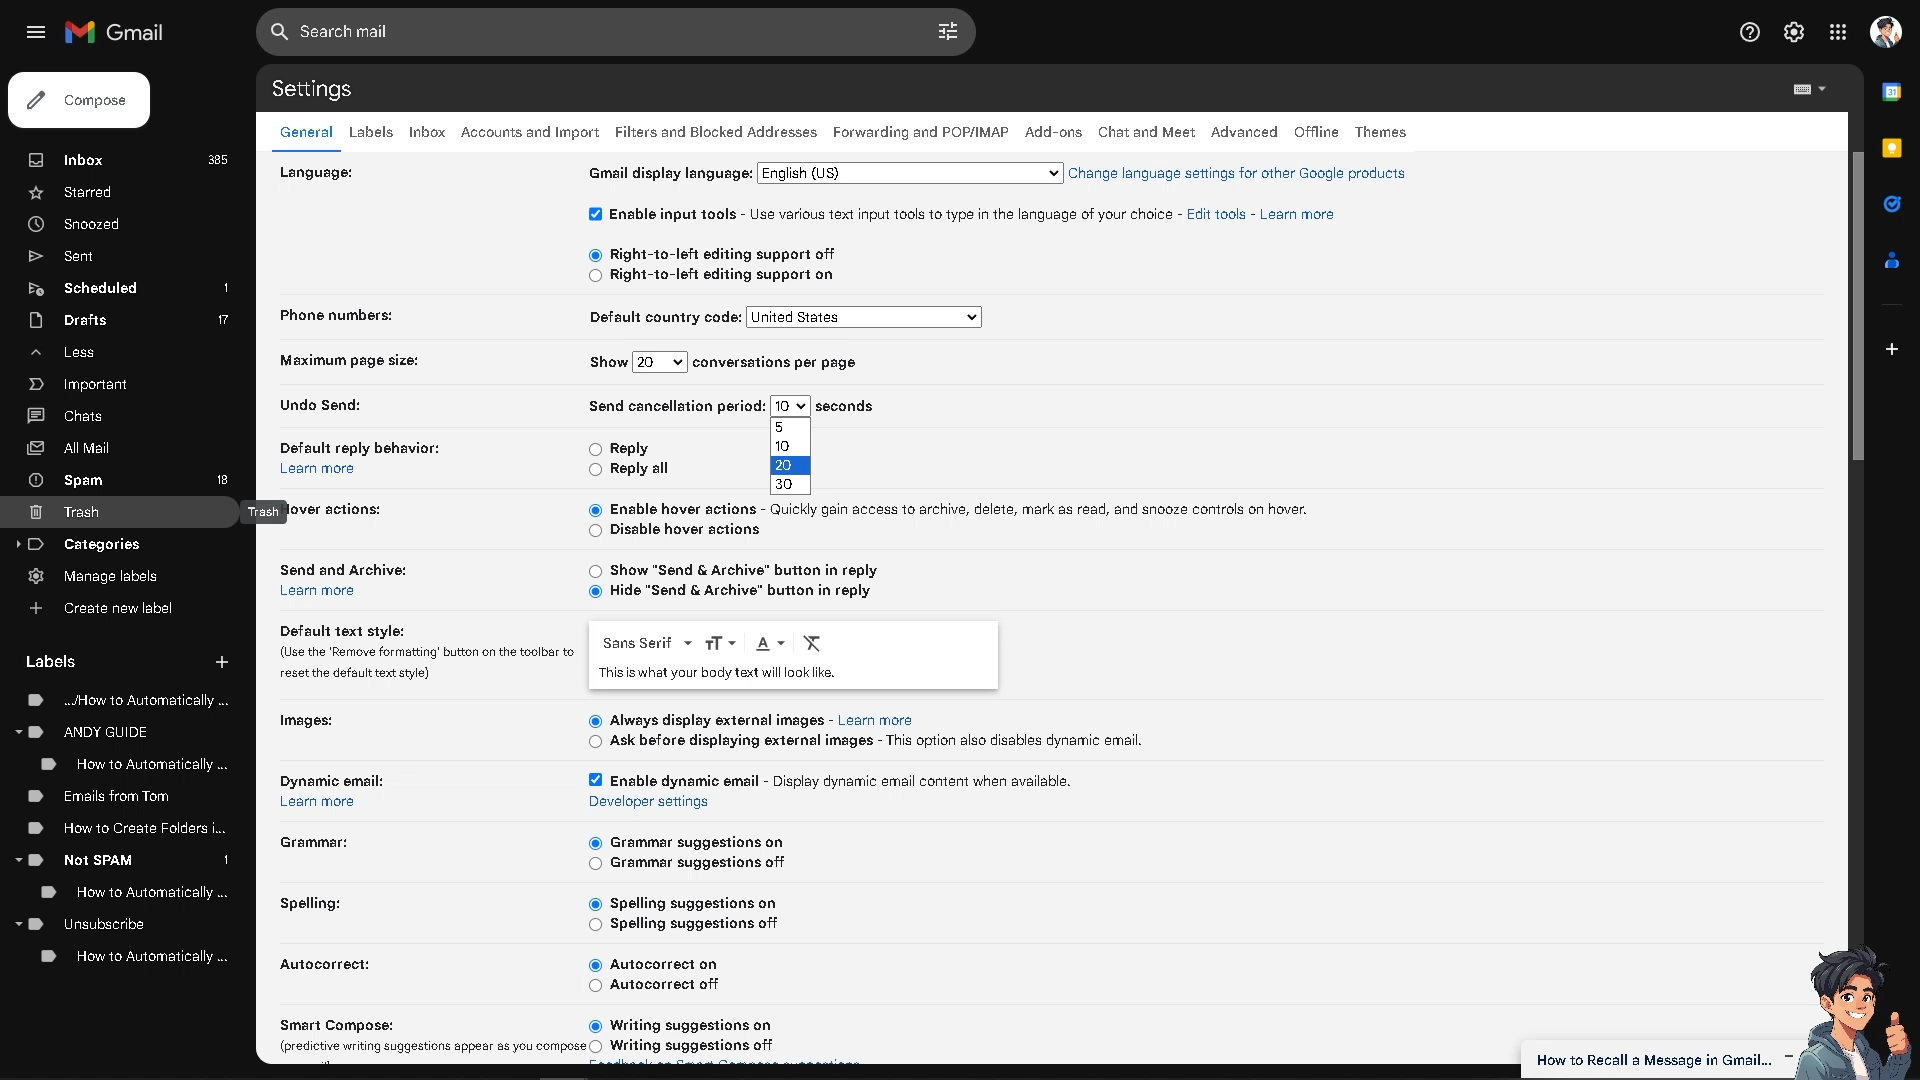 Gmail
Search mail
Compose
Inbox 385
Starred
Snoozed
Sent
Scheduled 1
Drafts 17
Less
Important
Chats
All Mail
Spam 18
Trash
Trash
Categories
Manage labels
Create new label
Labels
.../How to Automatically ...
ANDY GUIDE
How to Automatically ...
Emails from Tom
How to Create Folders i...
Not SPAM 1
How to Automatically ...
Unsubscribe
How to Automatically ...
Settings
General Labels Inbox Accounts and Import Filters and Blocked Addresses Forwarding and POP/IMAP Add-ons Chat and Meet Advanced Offline Themes
Language: Gmail display language: English (US) Change language settings for other Google products
Enable input tools - Use various text input tools to type in the language of your choice - Edit tools - Learn more
Right-to-left editing support off
Right-to-left editing support on
Phone numbers: Default country code: United States
Maximum page size: Show 20 conversations per page
Undo Send: Send cancellation period: 10 seconds
5
10
20
30
Default reply behavior: Reply
Learn more Reply all
Hover actions: Enable hover actions - Quickly gain access to archive, delete, mark as read, and snooze controls on hover.
Disable hover actions
Send and Archive: Show "Send & Archive" button in reply
Learn more Hide "Send & Archive" button in reply
Default text style:
(Use the 'Remove formatting' button on the toolbar to
reset the default text style)
Sans Serif
This is what your body text will look like.
Images: Always display external images - Learn more
Ask before displaying external images - This option also disables dynamic email.
Dynamic email: Enable dynamic email - Display dynamic email content when available.
Learn more Developer settings
Grammar: Grammar suggestions on
Grammar suggestions off
Spelling: Spelling suggestions on
Spelling suggestions off
Autocorrect: Autocorrect on
Autocorrect off
Smart Compose: Writing suggestions on
(predictive writing suggestions appear as you compose Writing suggestions off
Feedback on Smart Compose suggestions
31
How to Recall a Message in Gmail...